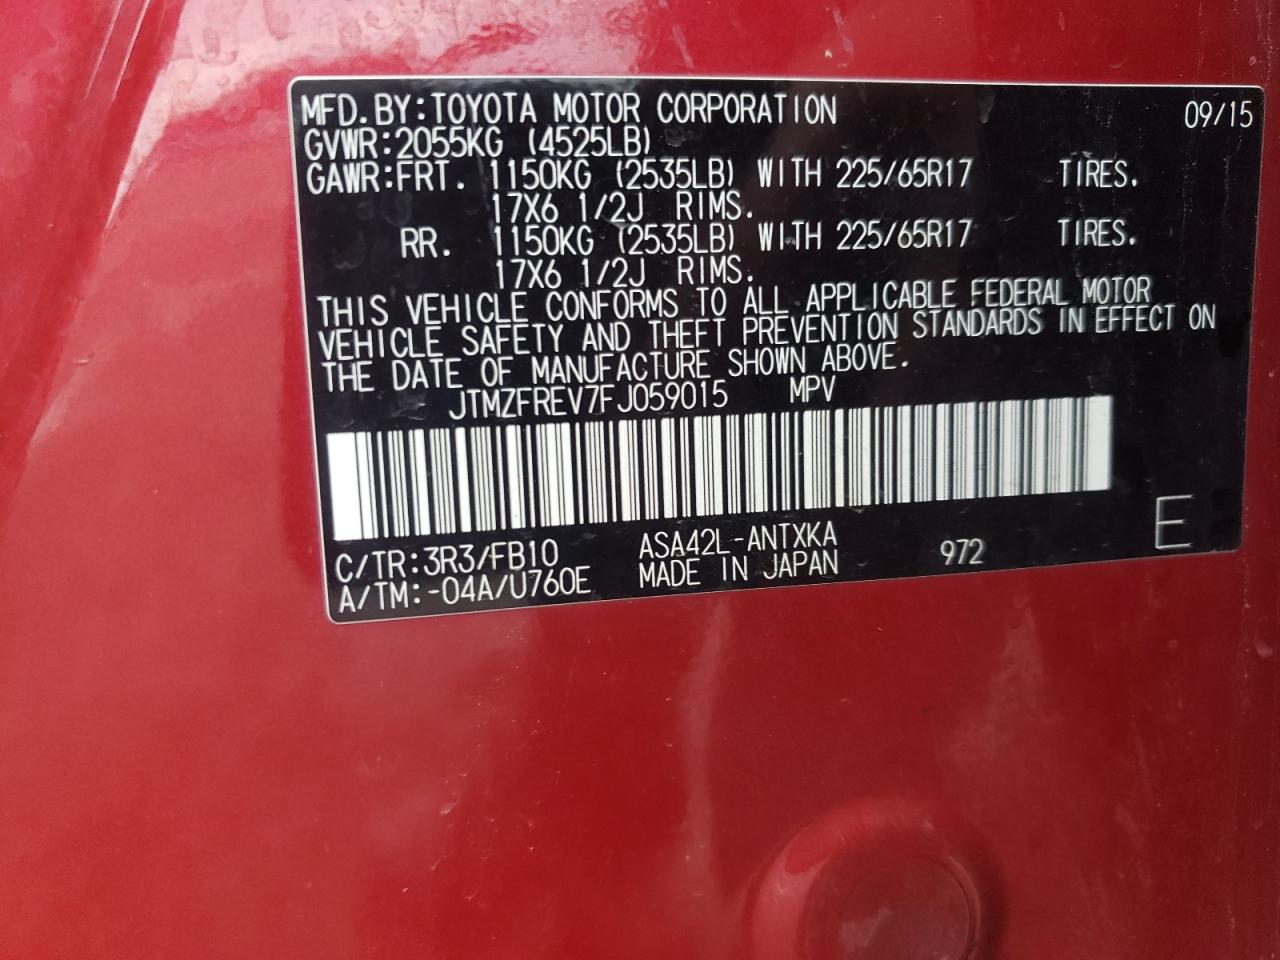 MFD.BY:TOYOTA MOTOR CORPORATION 09/15
GVWR:2055KG (4525LB)
GAWR:FRT. 1150KG (2535LB) WITH 225/65R17 TIRES.
17X6 1/2J RIMS.
RR. 1150KG (2535LB) WITH 225/65R17 TIRES.
17X6 1/2J RIMS.
THIS VEHICLE CONFORMS TO ALL APPLICABLE FEDERAL MOTOR
VEHICLE SAFETY AND THEFT PREVENTION STANDARDS IN EFFECT ON
THE DATE OF MANUFACTURE SHOWN ABOVE.
JTMZFREV7FJ059015 MPV
C/TR:3R3/FB10 ASA42L-ANTXKA 972 E
A/TM:-04A/U760E MADE IN JAPAN